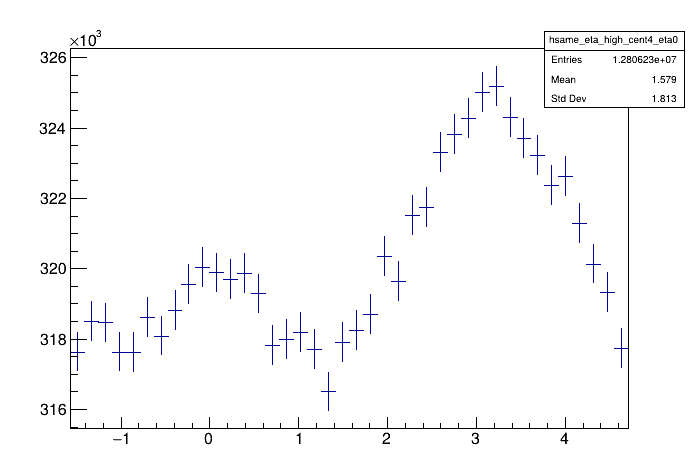 ×10³
hsame_eta_high_cent4_eta0
Entries 1.280623e+07
Mean 1.579
Std Dev 1.813
326
324
322
320
318
316
−1 0 1 2 3 4